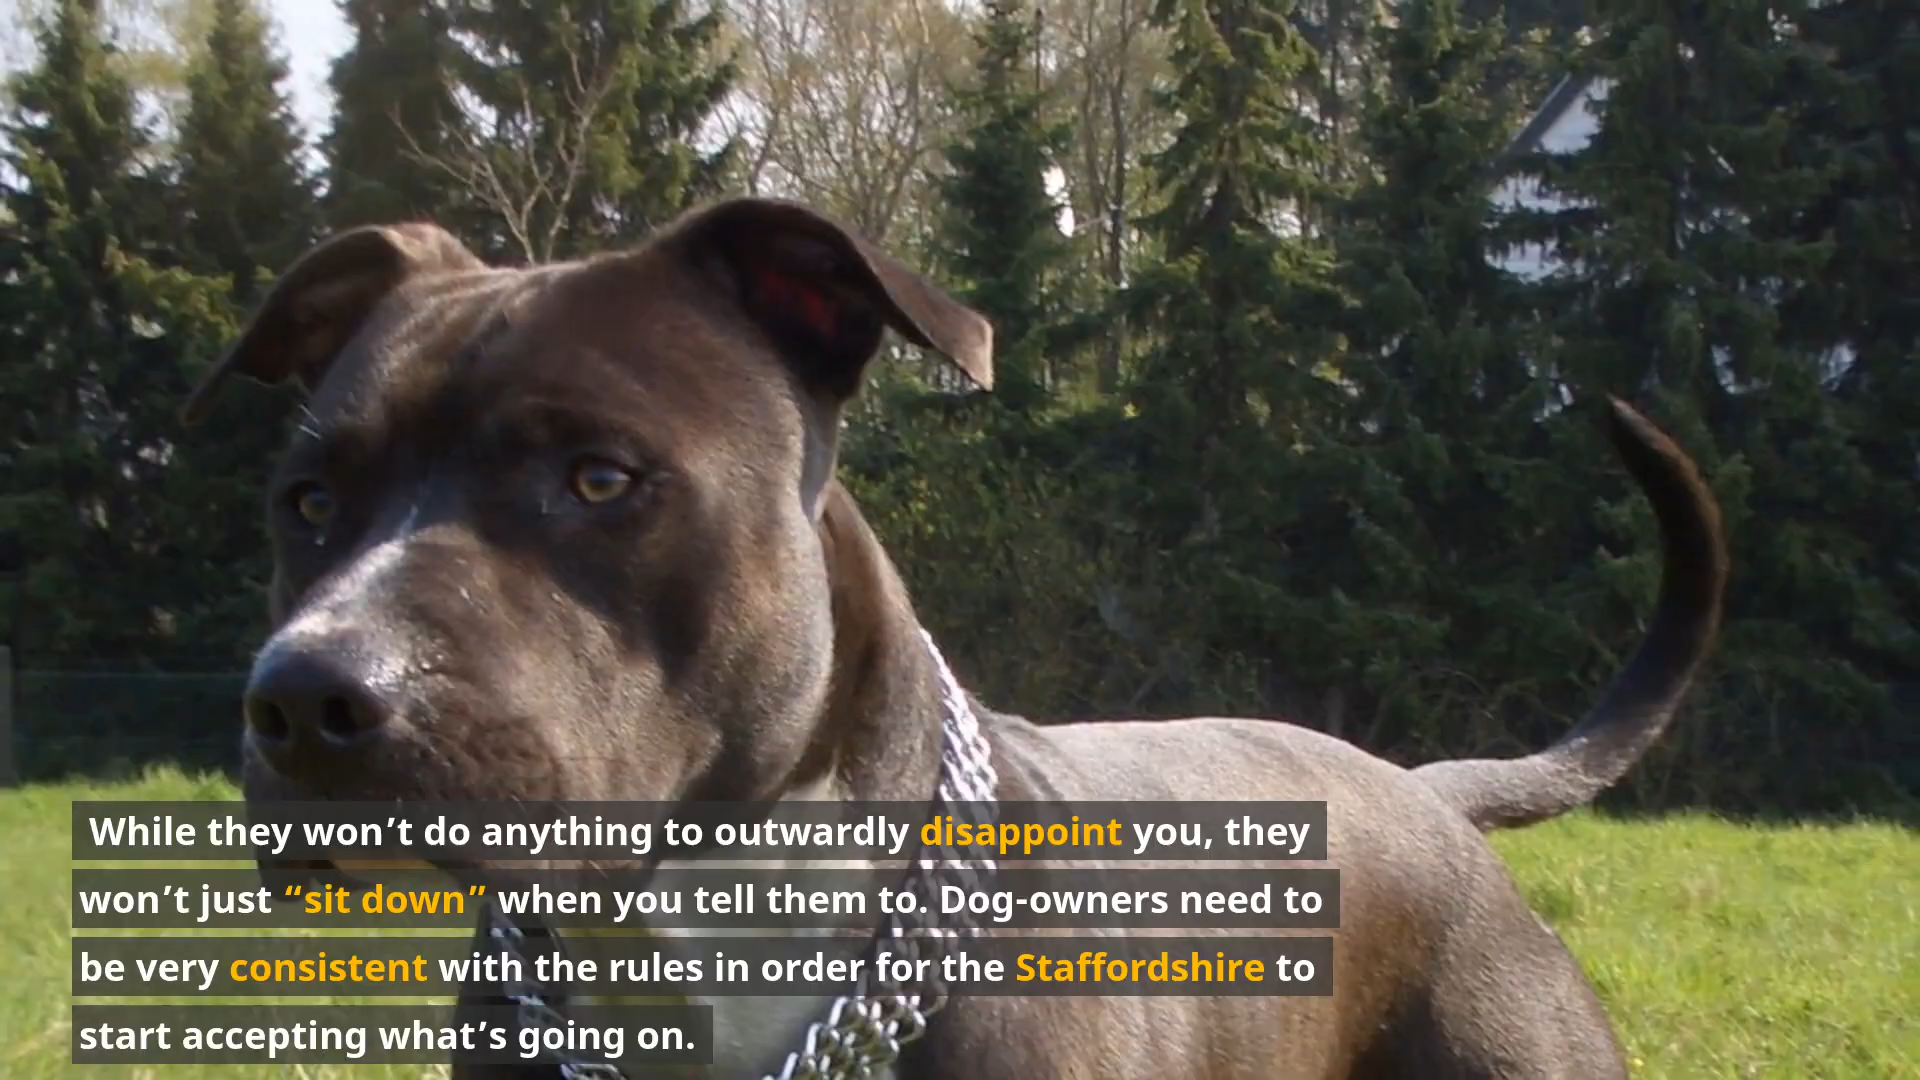 While they won’t do anything to outwardly disappoint you, they
won’t just “sit down” when you tell them to. Dog-owners need to
be very consistent with the rules in order for the Staffordshire to
start accepting what’s going on.